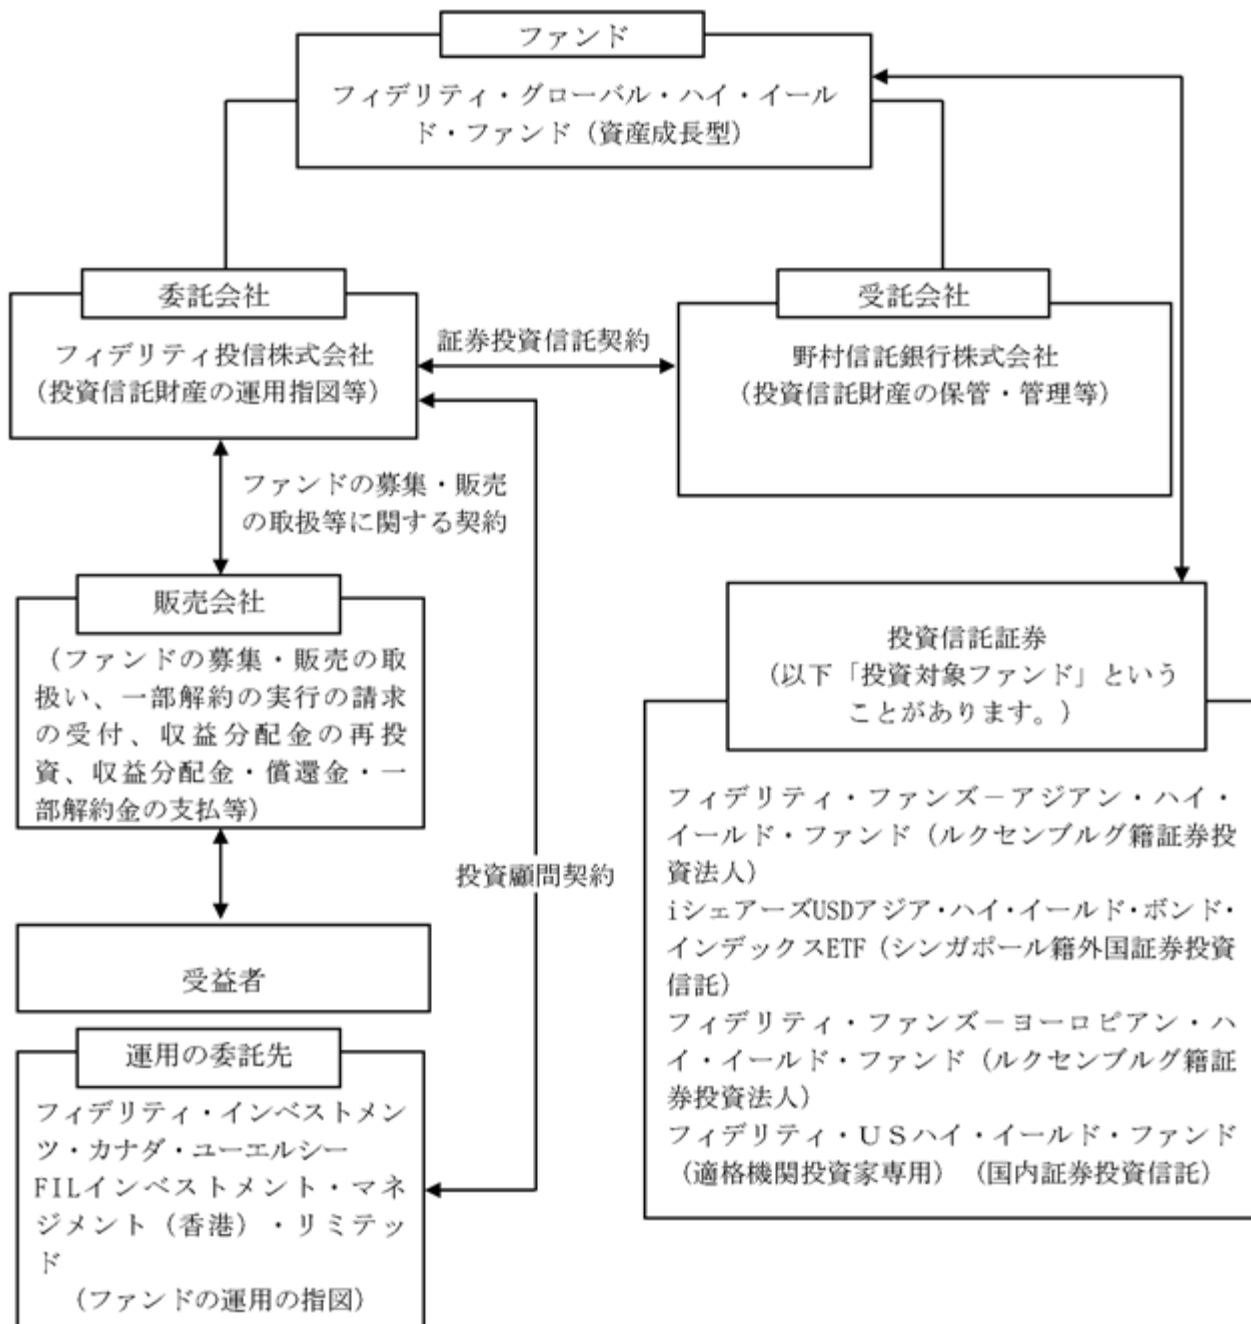 ファンド
フィデリティ・グローバル・ハイ・イール
ド・ファンド（資産成長型）
委託会社
フィデリティ投信株式会社
（投資信託財産の運用指図等）
証券投資信託契約
受託会社
野村信託銀行株式会社
（投資信託財産の保管・管理等）
ファンドの募集・販売
の取扱等に関する契約
販売会社
（ファンドの募集・販売の取
扱い、一部解約の実行の請求
の受付、収益分配金の再投
資、収益分配金・償還金・一
部解約金の支払等）
投資顧問契約
受益者
運用の委託先
フィデリティ・インベストメン
ツ・カナダ・ユーエルシー
FILインベストメント・マネ
ジメント（香港）・リミテッ
ド
（ファンドの運用の指図）
投資信託証券
（以下「投資対象ファンド」という
ことがあります。）
フィデリティ・ファンズ－アジアン・ハイ・
イールド・ファンド（ルクセンブルグ籍証券投
資法人）
iシェアーズUSDアジア・ハイ・イールド・ボンド・
インデックスETF（シンガポール籍外国証券投資
信託）
フィデリティ・ファンズ－ヨーロピアン・ハ
イ・イールド・ファンド（ルクセンブルグ籍証
券投資法人）
フィデリティ・ＵＳハイ・イールド・ファンド
（適格機関投資家専用）（国内証券投資信託）